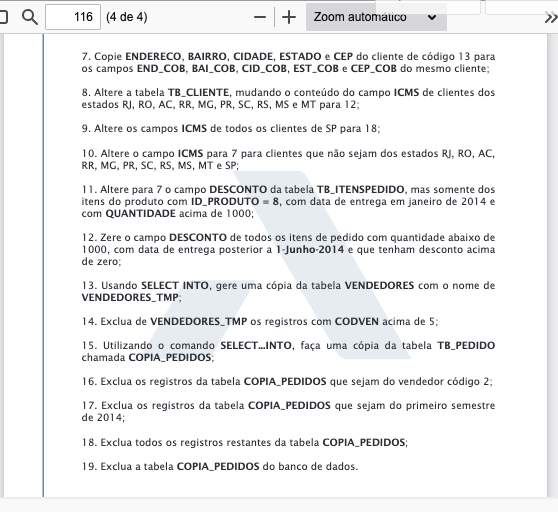 116 (4 de 4)
Zoom automático
7. Copie ENDERECO, BAIRRO, CIDADE, ESTADO e CEP do cliente de código 13 para
os campos END_COB, BAI_COB, CID_COB, EST_COB e CEP_COB do mesmo cliente;
8. Altere a tabela TB_CLIENTE, mudando o conteúdo do campo ICMS de clientes dos
estados RJ, RO, AC, RR, MG, PR, SC, RS, MS e MT para 12;
9. Altere os campos ICMS de todos os clientes de SP para 18;
10. Altere o campo ICMS para 7 para clientes que não sejam dos estados RJ, RO, AC,
RR, MG, PR, SC, RS, MS, MT e SP;
11. Altere para 7 o campo DESCONTO da tabela TB_ITENSPEDIDO, mas somente dos
itens do produto com ID_PRODUTO = 8, com data de entrega em janeiro de 2014 e
com QUANTIDADE acima de 1000;
12. Zere o campo DESCONTO de todos os itens de pedido com quantidade abaixo de
1000, com data de entrega posterior a 1-Junho-2014 e que tenham desconto acima
de zero;
13. Usando SELECT INTO, gere uma cópia da tabela VENDEDORES com o nome de
VENDEDORES_TMP;
14. Exclua de VENDEDORES_TMP os registros com CODVEN acima de 5;
15. Utilizando o comando SELECT...INTO, faça uma cópia da tabela TB_PEDIDO
chamada COPIA_PEDIDOS;
16. Exclua os registros da tabela COPIA_PEDIDOS que sejam do vendedor código 2;
17. Exclua os registros da tabela COPIA_PEDIDOS que sejam do primeiro semestre
de 2014;
18. Exclua todos os registros restantes da tabela COPIA_PEDIDOS;
19. Exclua a tabela COPIA_PEDIDOS do banco de dados.